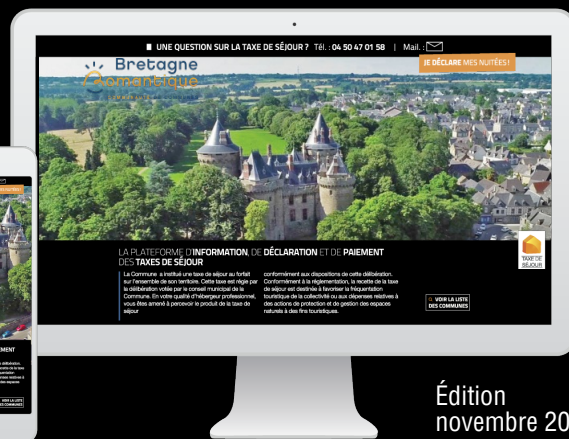 UNE QUESTION SUR LA TAXE DE SÉJOUR ? Tél. : 04 50 47 01 58 | Mail. :
JE DÉCLARE MES NUITÉES !
Bretagne
Romantique
LA PLATEFORME D'INFORMATION, DE DÉCLARATION ET DE PAIEMENT
DES TAXES DE SÉJOUR
La Commune a institué une taxe de séjour au forfait
sur l'ensemble de son territoire. Cette taxe est régie par
la délibération votée par le conseil municipal de la
Commune. En votre qualité d'hébergeur professionnel,
vous êtes amené à percevoir le produit de la taxe de
séjour
conformément aux dispositions de cette délibération.
Conformément à la réglementation, la recette de la taxe
de séjour est destinée à favoriser la fréquentation
touristique de la collectivité ou aux dépenses relatives à
des actions de protection et de gestion des espaces
naturels à des fins touristiques.
VOIR LA LISTE
DES COMMUNES
TAXE DE
SÉJOUR
VOIR LA LISTE
DES COMMUNES
Édition
novembre 20